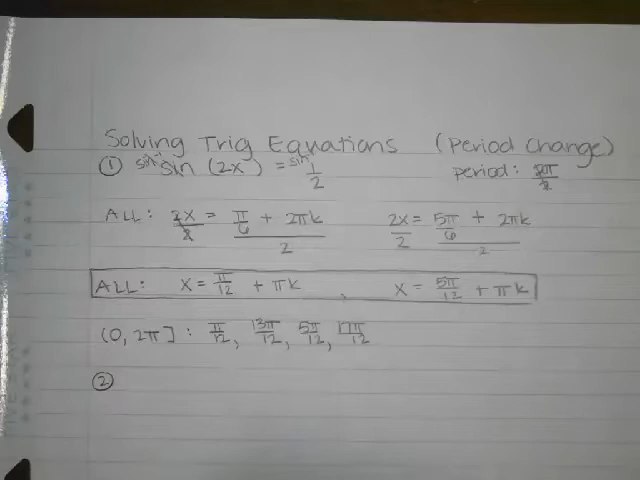 Solving Trig Equations (Period Change)
① sin⁻¹ sin (2x) = sin⁻¹ 1/2 period: 2π/2
ALL: 2x/2 = (π/6 + 2πk)/2 2x/2 = (5π/6 + 2πk)/2
ALL: x = π/12 + πk , x = 5π/12 + πk
(0, 2π] : π/12, 13π/12, 5π/12, 17π/12
②